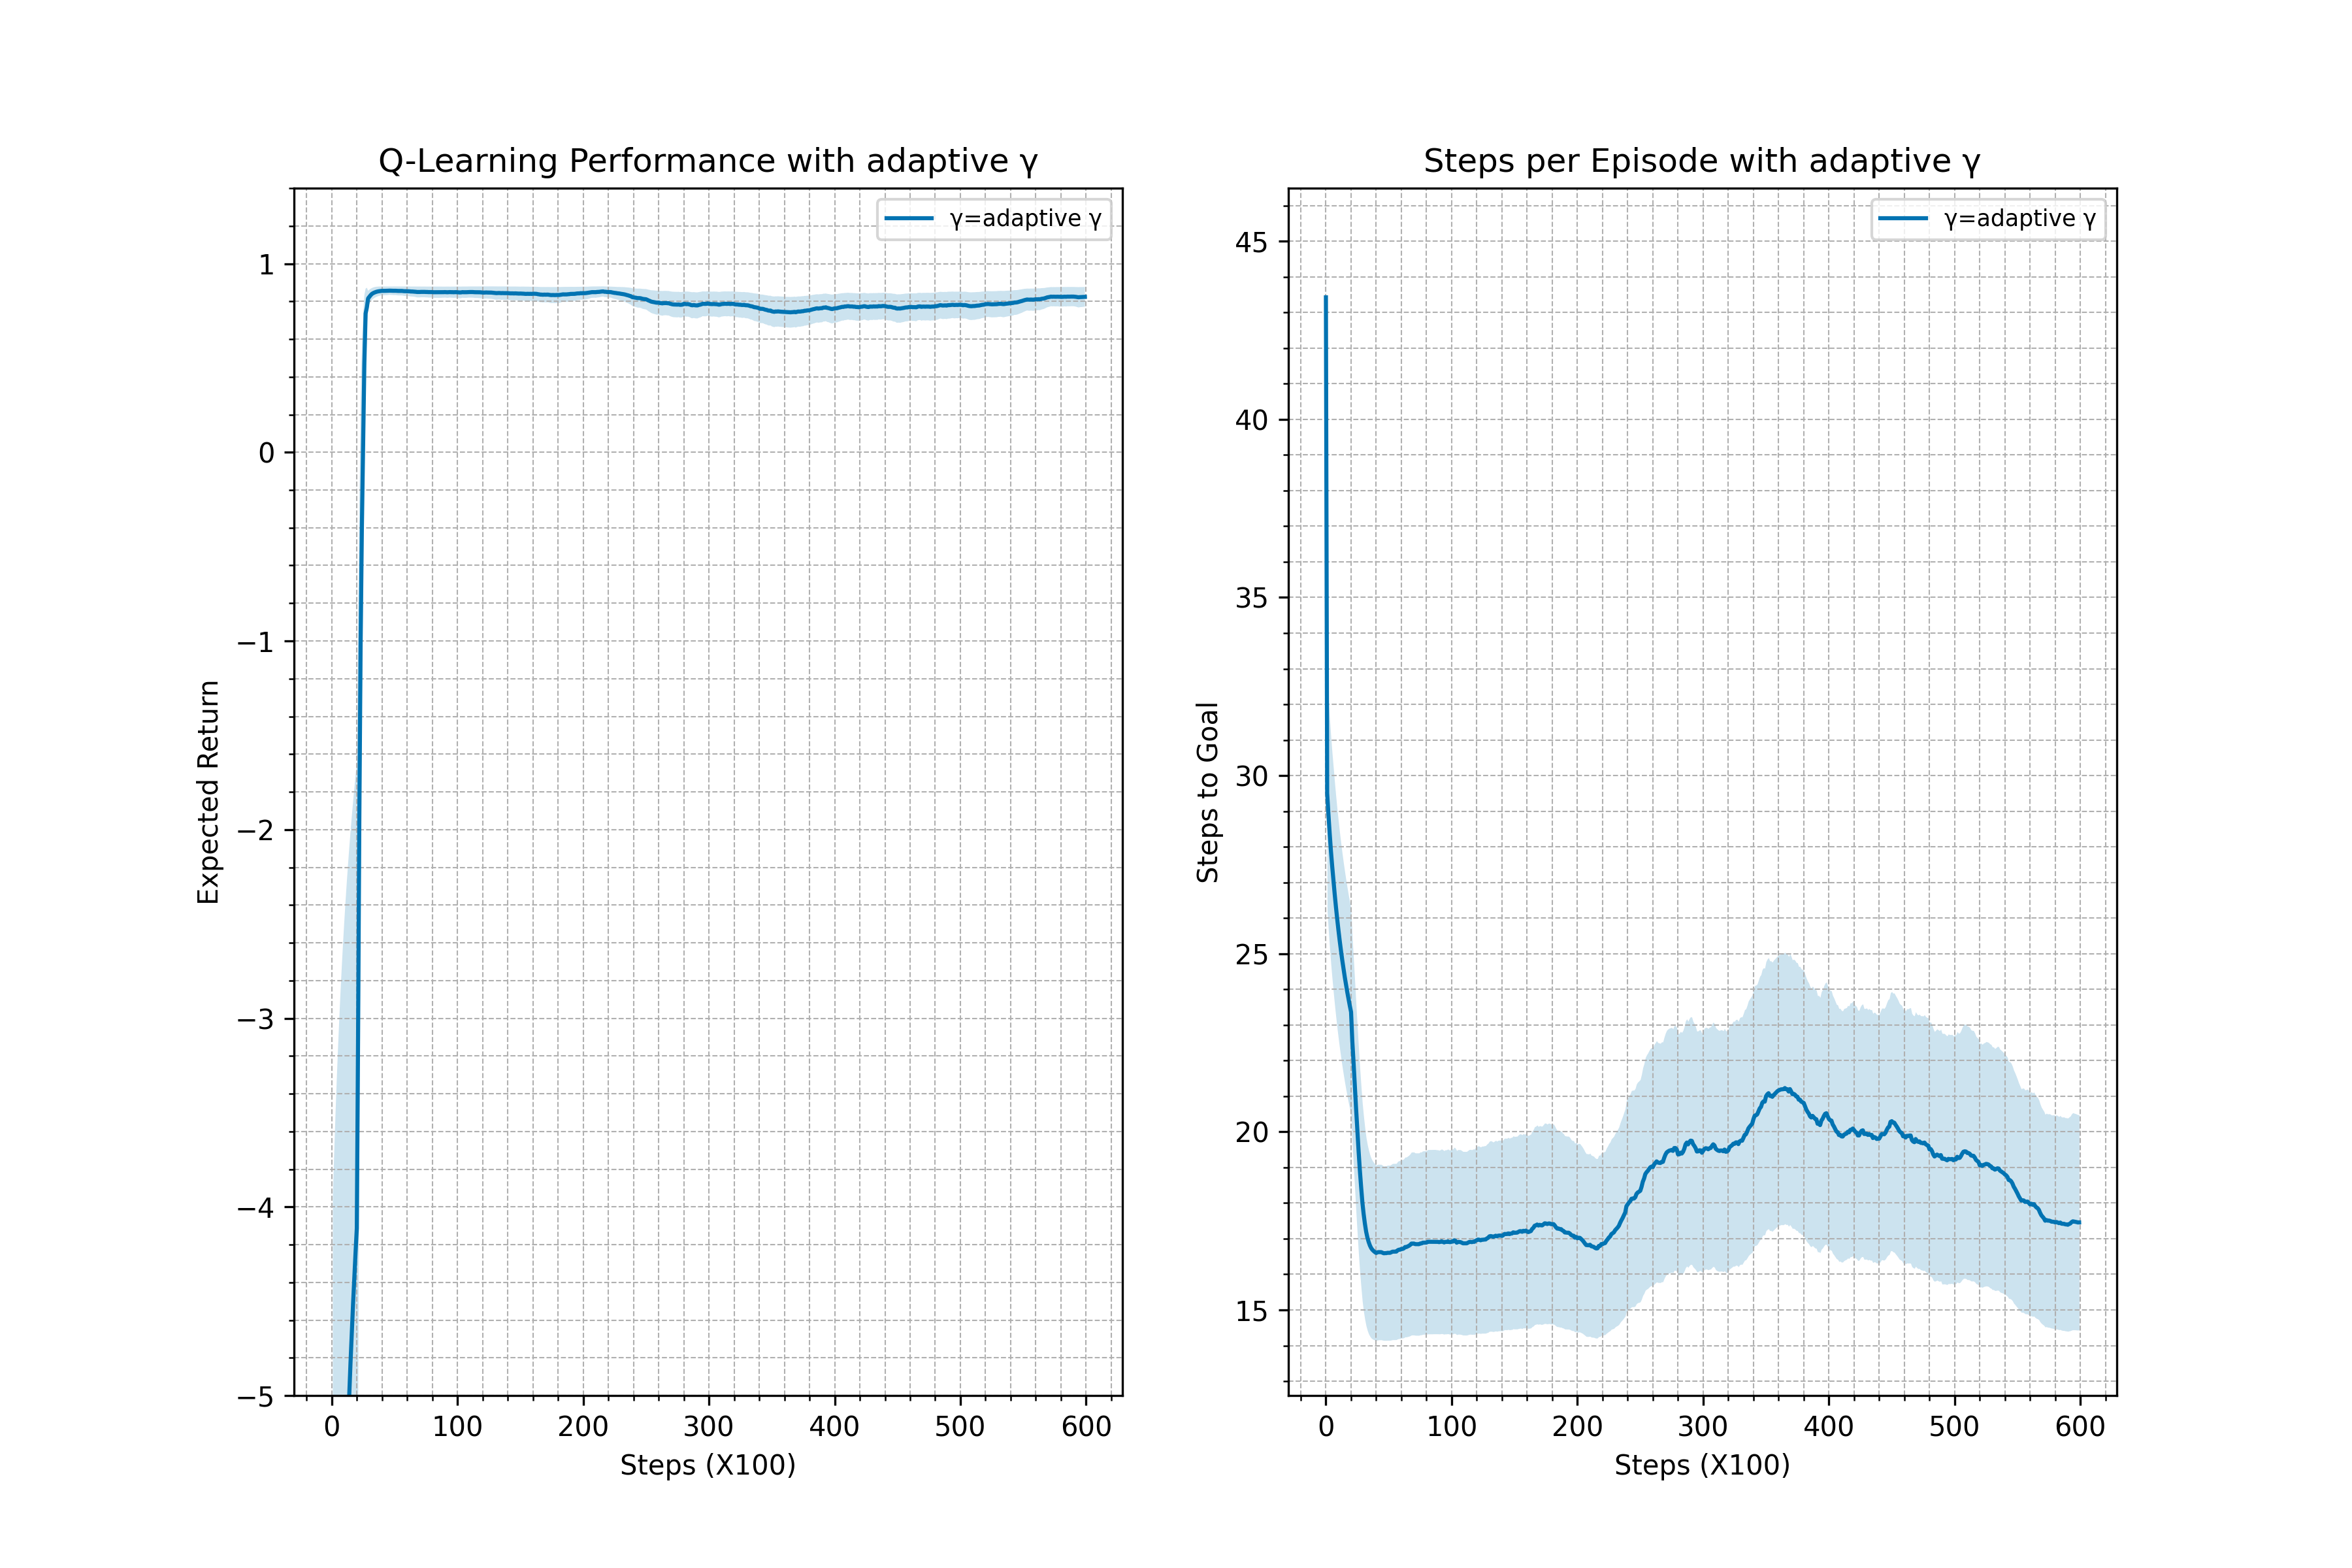 Q-Learning Performance with adaptive γ
γ=adaptive γ
1
0
−1
−2
−3
−4
−5
Expected Return
0 100 200 300 400 500 600
Steps (X100)
Steps per Episode with adaptive γ
γ=adaptive γ
45
40
35
30
25
20
15
Steps to Goal
0 100 200 300 400 500 600
Steps (X100)